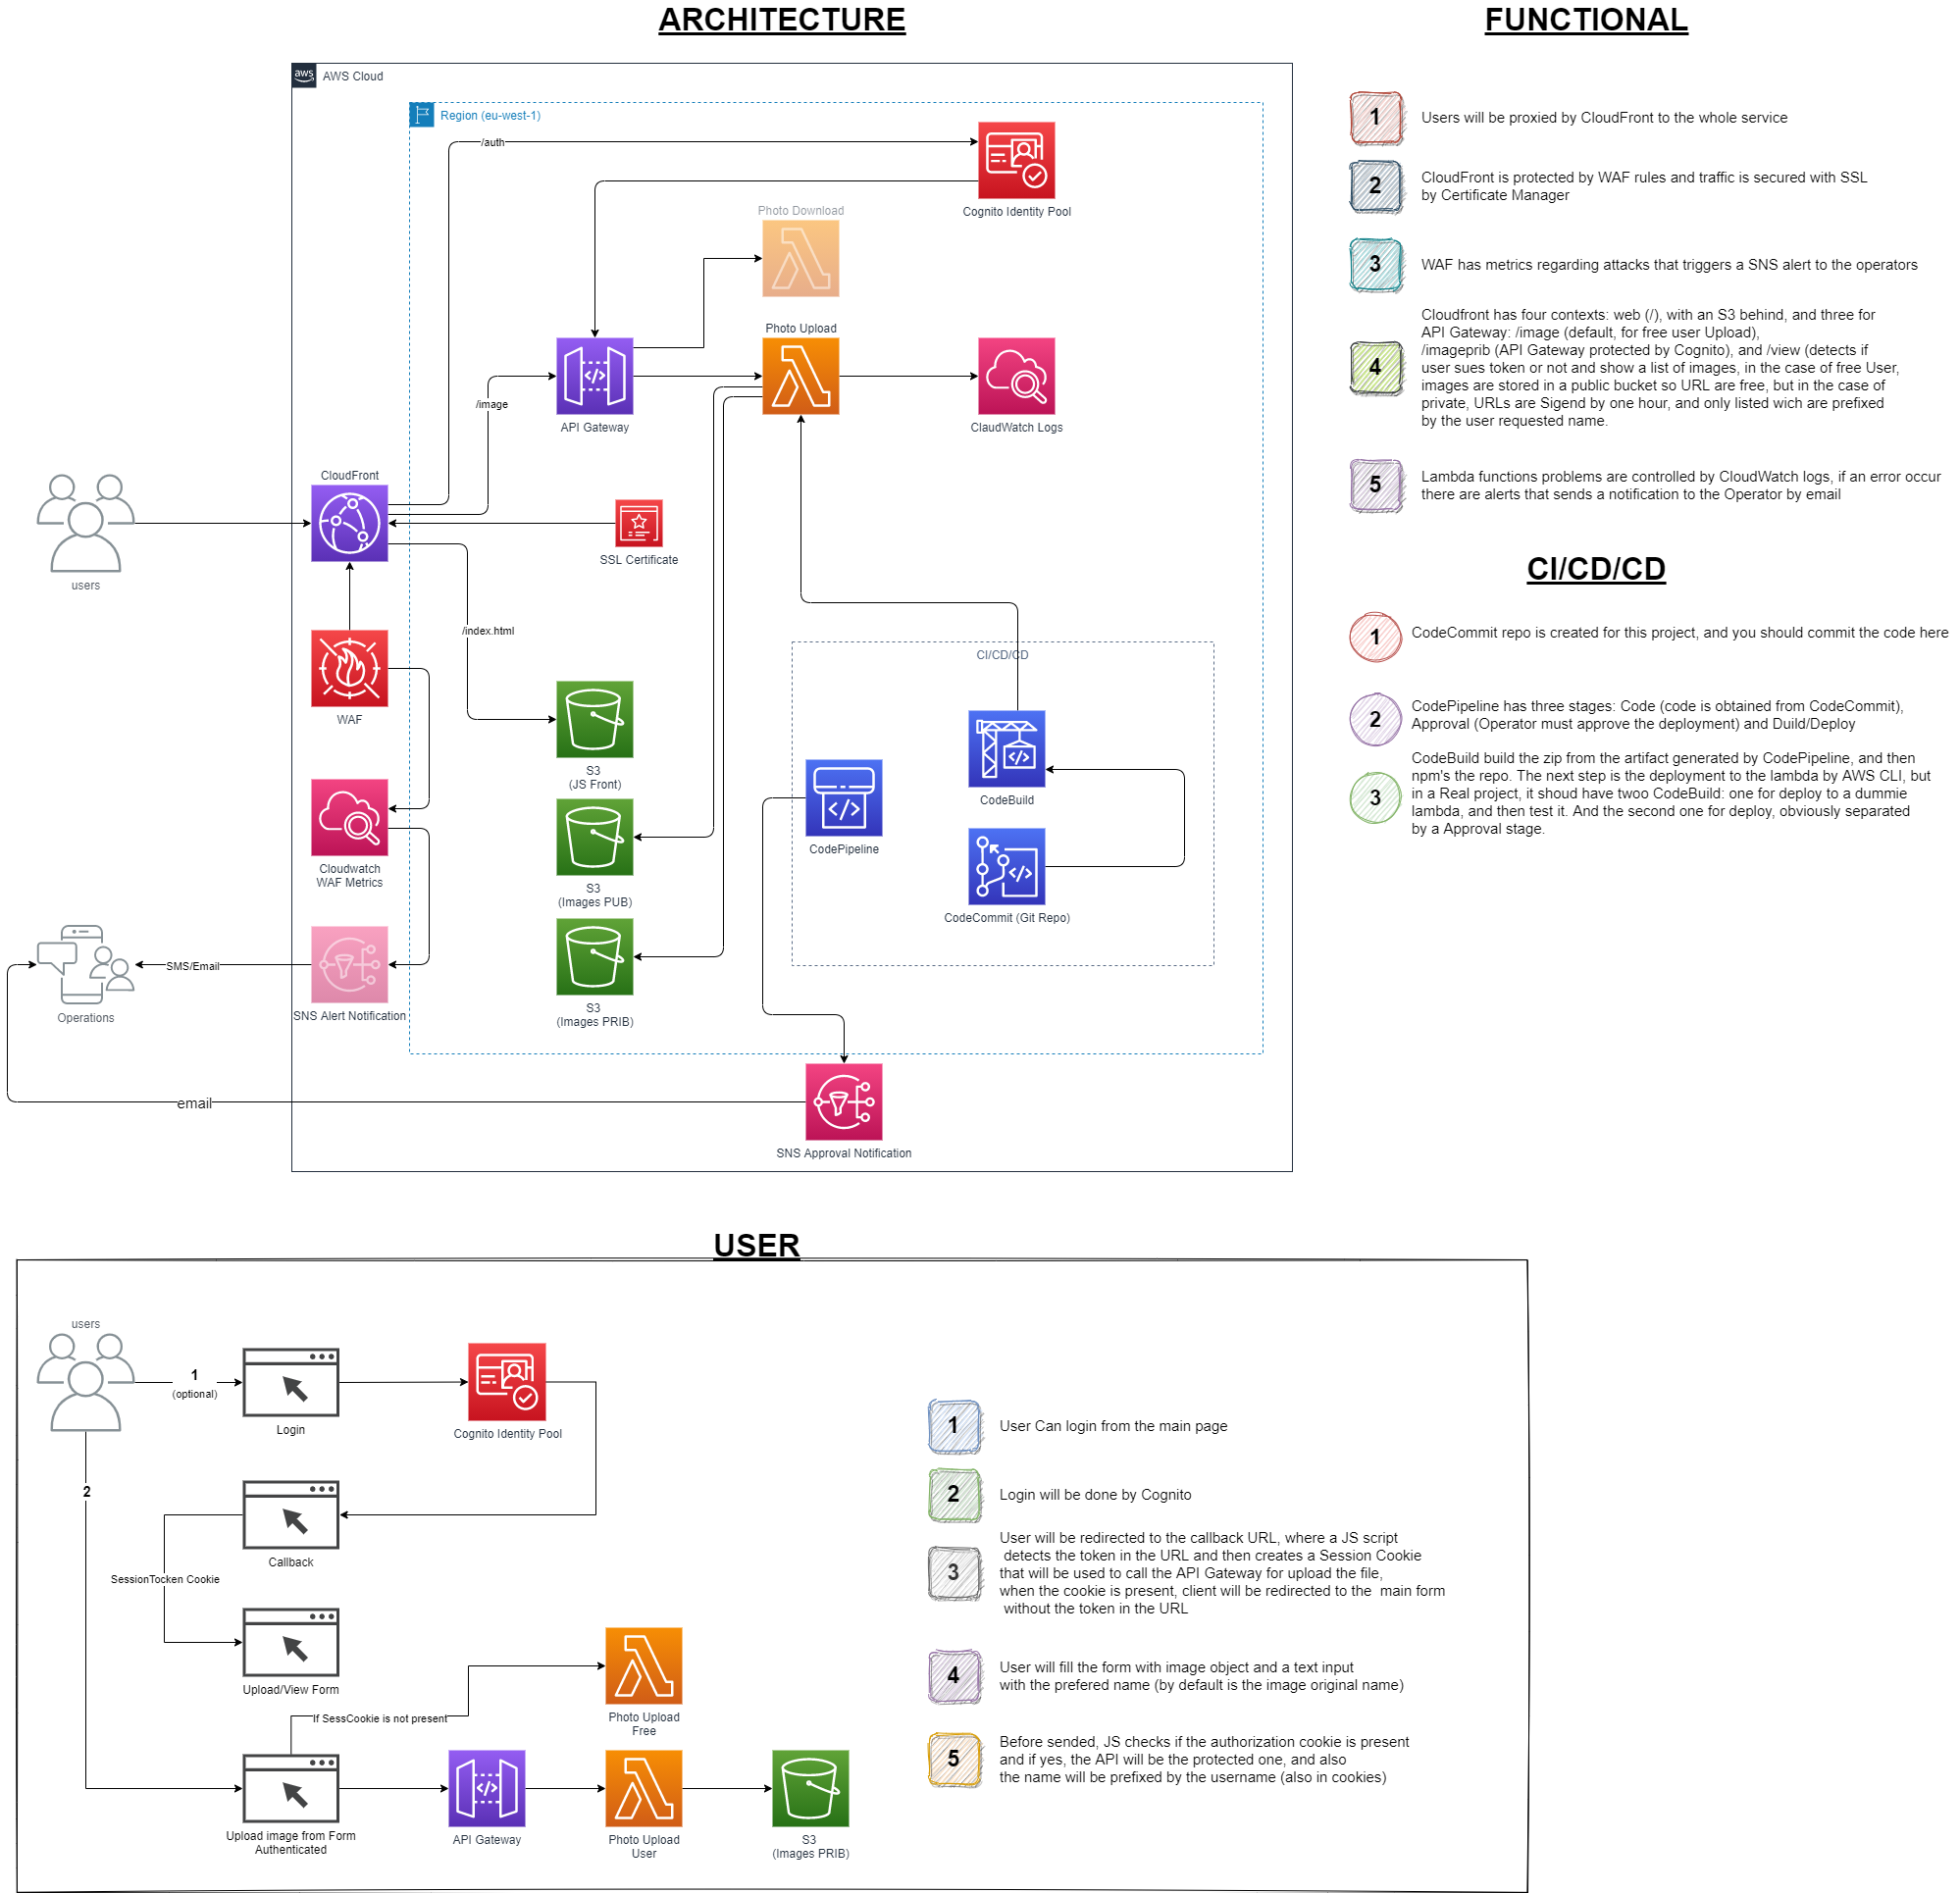 ARCHITECTURE
aws
AWS Cloud
Region (eu-west-1)
/auth
Cognito Identity Pool
Photo Download
Photo Upload
/image
API Gateway
ClaudWatch Logs
CloudFront
users
SSL Certificate
/index.html
WAF
CI/CD/CD
S3
(JS Front)
CodeBuild
CodePipeline
Cloudwatch
WAF Metrics
S3
(Images PUB)
CodeCommit (Git Repo)
SMS/Email
Operations
SNS Alert Notification
S3
(Images PRIB)
email
SNS Approval Notification
FUNCTIONAL
1
Users will be proxied by CloudFront to the whole service
2
CloudFront is protected by WAF rules and traffic is secured with SSL
by Certificate Manager
3
WAF has metrics regarding attacks that triggers a SNS alert to the operators
4
Cloudfront has four contexts: web (/), with an S3 behind, and three for
API Gateway: /image (default, for free user Upload),
/imageprib (API Gateway protected by Cognito), and /view (detects if
user sues token or not and show a list of images, in the case of free User,
images are stored in a public bucket so URL are free, but in the case of
private, URLs are Sigend by one hour, and only listed wich are prefixed
by the user requested name.
5
Lambda functions problems are controlled by CloudWatch logs, if an error occur
there are alerts that sends a notification to the Operator by email
CI/CD/CD
1
CodeCommit repo is created for this project, and you should commit the code here
2
CodePipeline has three stages: Code (code is obtained from CodeCommit),
Approval (Operator must approve the deployment) and Duild/Deploy
3
CodeBuild build the zip from the artifact generated by CodePipeline, and then
npm's the repo. The next step is the deployment to the lambda by AWS CLI, but
in a Real project, it shoud have twoo CodeBuild: one for deploy to a dummie
lambda, and then test it. And the second one for deploy, obviously separated
by a Approval stage.
USER
users
1
(optional)
Login
Cognito Identity Pool
2
Callback
SessionTocken Cookie
Upload/View Form
If SessCookie is not present
Photo Upload
Free
Upload image from Form
Authenticated
API Gateway
Photo Upload
User
S3
(Images PRIB)
1
User Can login from the main page
2
Login will be done by Cognito
3
User will be redirected to the callback URL, where a JS script
detects the token in the URL and then creates a Session Cookie
that will be used to call the API Gateway for upload the file,
when the cookie is present, client will be redirected to the  main form
without the token in the URL
4
User will fill the form with image object and a text input
with the prefered name (by default is the image original name)
5
Before sended, JS checks if the authorization cookie is present
and if yes, the API will be the protected one, and also
the name will be prefixed by the username (also in cookies)